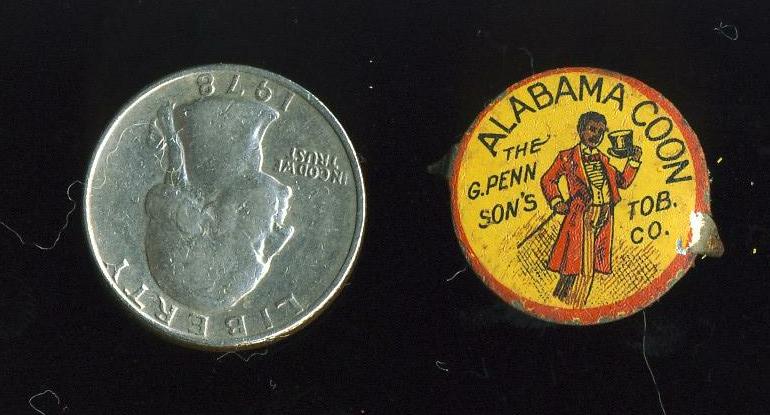 1978
IN GOD WE
TRUST
LIBERTY
ALABAMA COON
THE
G. PENN
SON'S
TOB.
CO.